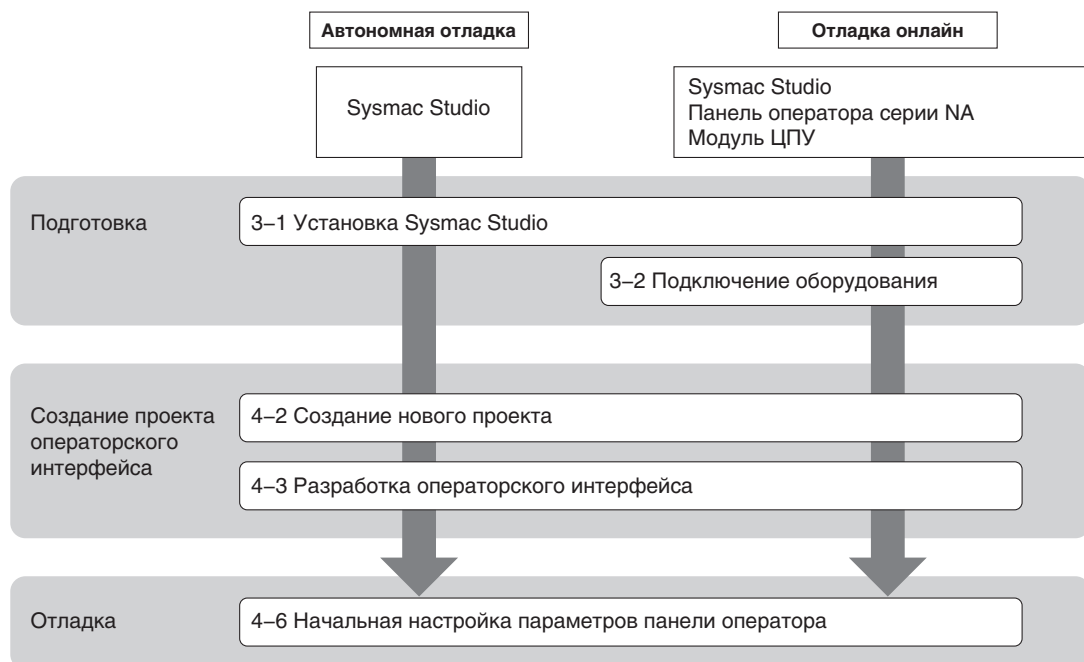 Автономная отладка
Отладка онлайн
Sysmac Studio
Sysmac Studio
Панель оператора серии NA
Модуль ЦПУ
Подготовка
3–1 Установка Sysmac Studio
3–2 Подключение оборудования
Создание проекта
операторского
интерфейса
4–2 Создание нового проекта
4–3 Разработка операторского интерфейса
Отладка
4–6 Начальная настройка параметров панели оператора